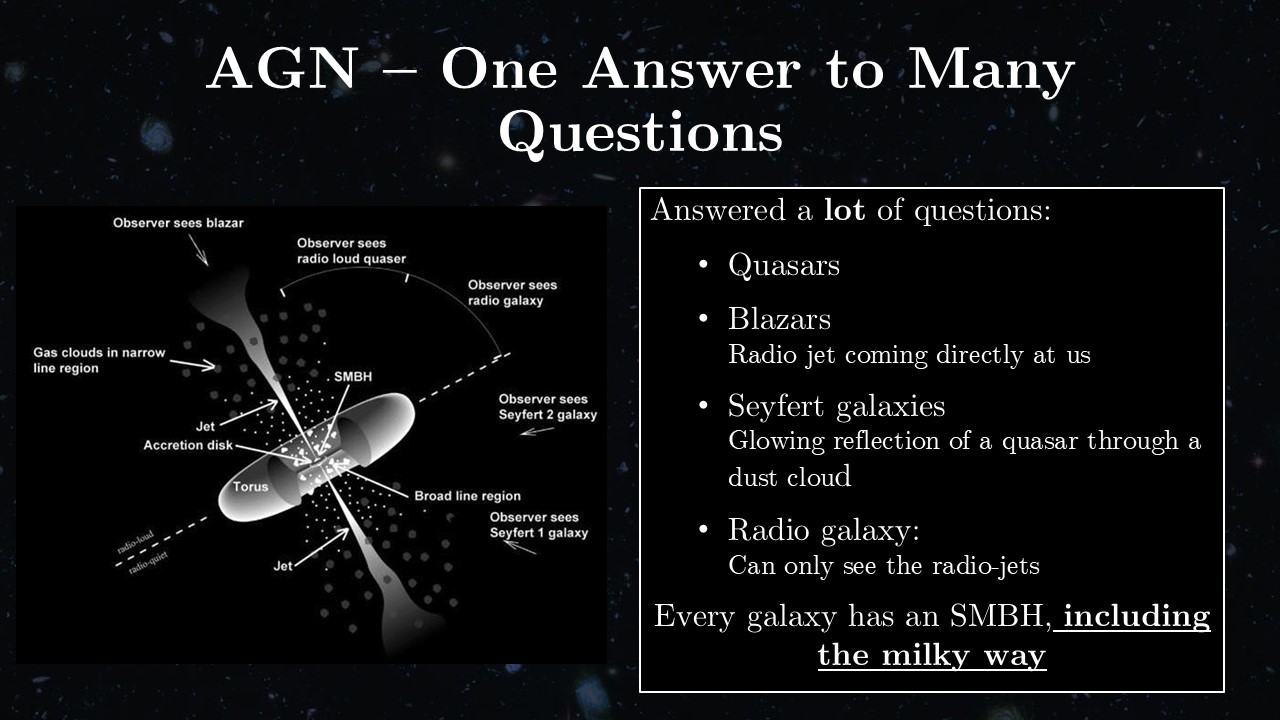 AGN – One Answer to Many
Questions
Observer sees blazar
Observer sees
radio loud quaser
Observer sees
radio galaxy
Gas clouds in narrow
line region
SMBH
Observer sees
Seyfert 2 galaxy
Jet
Accretion disk
Torus
Broad line region
Observer sees
Seyfert 1 galaxy
radio-loud
radio-quiet
Jet
Answered a lot of questions:
• Quasars
• Blazars
Radio jet coming directly at us
• Seyfert galaxies
Glowing reflection of a quasar through a
dust cloud
• Radio galaxy:
Can only see the radio-jets
Every galaxy has an SMBH, including
the milky way